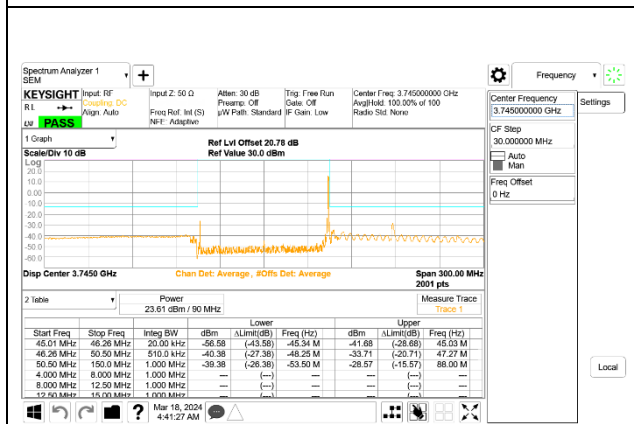 Spectrum Analyzer 1
SEM
+
Frequency
KEYSIGHT Input: RF Input Z: 50 Ω Atten: 30 dB Trig: Free Run Center Freq: 3.745000000 GHz
RL Coupling: DC Preamp: Off Gate: Off Avg|Hold: 100.00% of 100
Align: Auto Freq Ref: Int (S) µW Path: Standard IF Gain: Low Radio Std: None
PASS NFE: Adaptive
Center Frequency
3.745000000 GHz
Settings
CF Step
30.000000 MHz
Auto
Man
Freq Offset
0 Hz
1 Graph
Scale/Div 10 dB
Ref Lvl Offset 20.78 dB
Ref Value 30.0 dBm
Log
20.0
10.0
0.00
-10.0
-20.0
-30.0
-40.0
-50.0
-60.0
Disp Center 3.7450 GHz Chan Det: Average , #Offs Det: Average Span 300.00 MHz
2001 pts
2 Table Power Measure Trace
23.61 dBm / 90 MHz Trace 1
Lower Upper
Start Freq Stop Freq Integ BW dBm ΔLimit(dB) Freq (Hz) dBm ΔLimit(dB) Freq (Hz)
45.01 MHz 46.26 MHz 20.00 kHz -56.58 (-43.58) -45.34 M -41.68 (-28.68) 45.03 M
46.26 MHz 50.50 MHz 510.0 kHz -40.38 (-27.38) -48.25 M -33.71 (-20.71) 47.27 M
50.50 MHz 150.0 MHz 1.000 MHz -39.38 (-26.38) -53.50 M -28.57 (-15.57) 88.00 M
4.000 MHz 8.000 MHz 1.000 MHz --- (---) --- --- (---) ---
8.000 MHz 12.50 MHz 1.000 MHz --- (---) --- --- (---) ---
12.50 MHz 15.00 MHz 1.000 MHz --- (---) --- --- (---) ---
Local
? Mar 18, 2024
4:41:27 AM